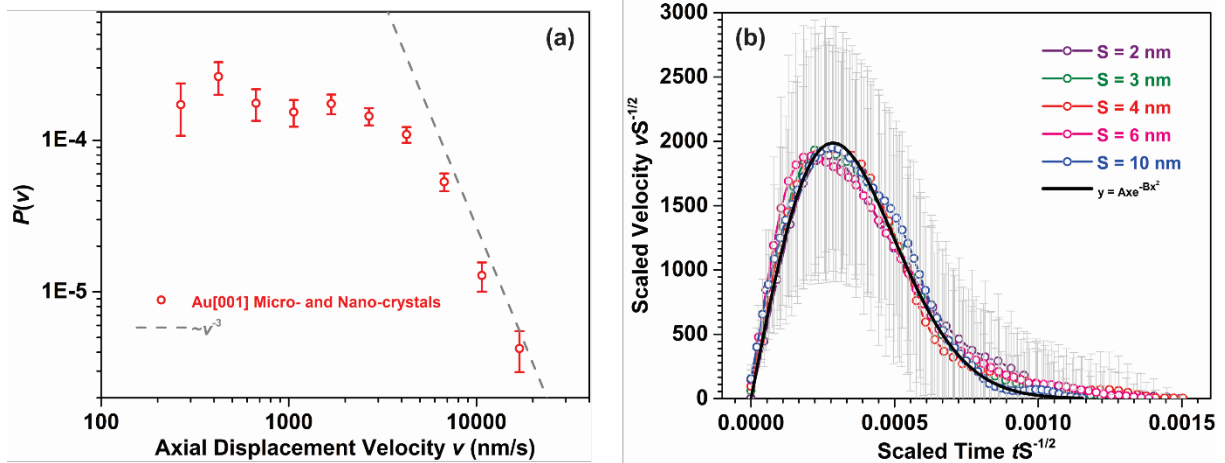 (a)
P(v)
1E-4
1E-5
Au[001] Micro- and Nano-crystals
~v⁻³
100
1000
10000
Axial Displacement Velocity v (nm/s)
(b)
Scaled Velocity vS⁻¹/²
3000
2500
2000
1500
1000
500
0
S = 2 nm
S = 3 nm
S = 4 nm
S = 6 nm
S = 10 nm
y = Axe⁻ᴮˣ²
0.0000
0.0005
0.0010
0.0015
Scaled Time tS⁻¹/²